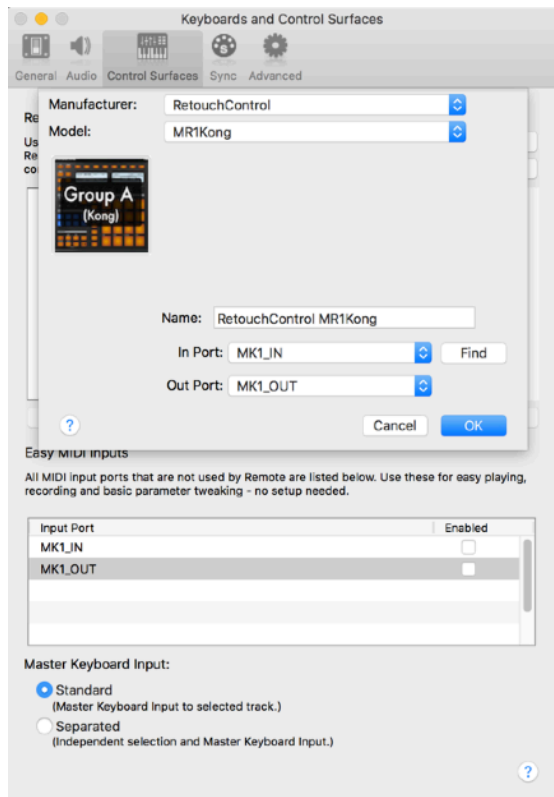 Keyboards and Control Surfaces
General Audio Control Surfaces Sync Advanced
Manufacturer: RetouchControl
Re
Model: MR1Kong
Us
Re
co
Group A
(Kong)
Name: RetouchControl MR1Kong
In Port: MK1_IN Find
Out Port: MK1_OUT
? Cancel OK
Easy MIDI Inputs
All MIDI input ports that are not used by Remote are listed below. Use these for easy playing,
recording and basic parameter tweaking - no setup needed.
Input Port Enabled
MK1_IN
MK1_OUT
Master Keyboard Input:
Standard
(Master Keyboard Input to selected track.)
Separated
(Independent selection and Master Keyboard Input.)
?